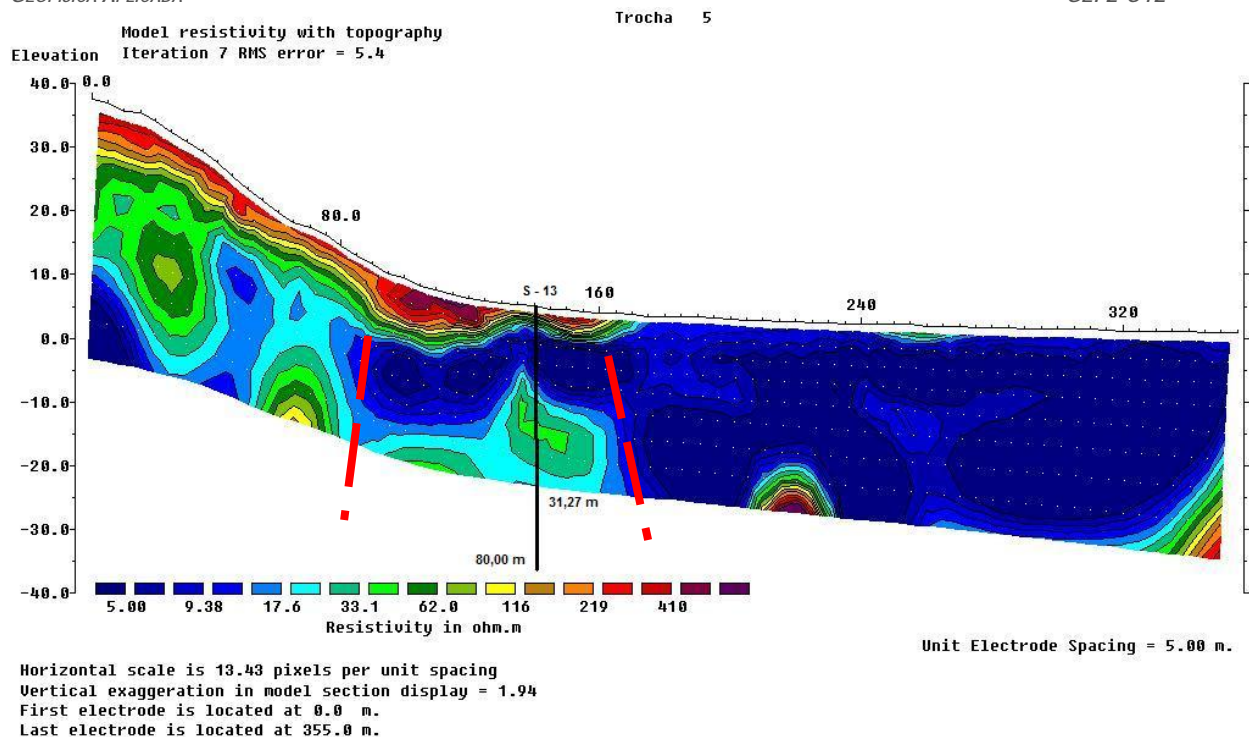 Trocha 5
Model resistivity with topography
Elevation Iteration 7 RMS error = 5.4
40.0 0.0
30.0
20.0
80.0
10.0
S - 13 160
240
320
0.0
-10.0
-20.0
31,27 m
-30.0
80,00 m
-40.0
5.00 9.38 17.6 33.1 62.0 116 219 410
Resistivity in ohm.m
Unit Electrode Spacing = 5.00 m.
Horizontal scale is 13.43 pixels per unit spacing
Vertical exaggeration in model section display = 1.94
First electrode is located at 0.0 m.
Last electrode is located at 355.0 m.